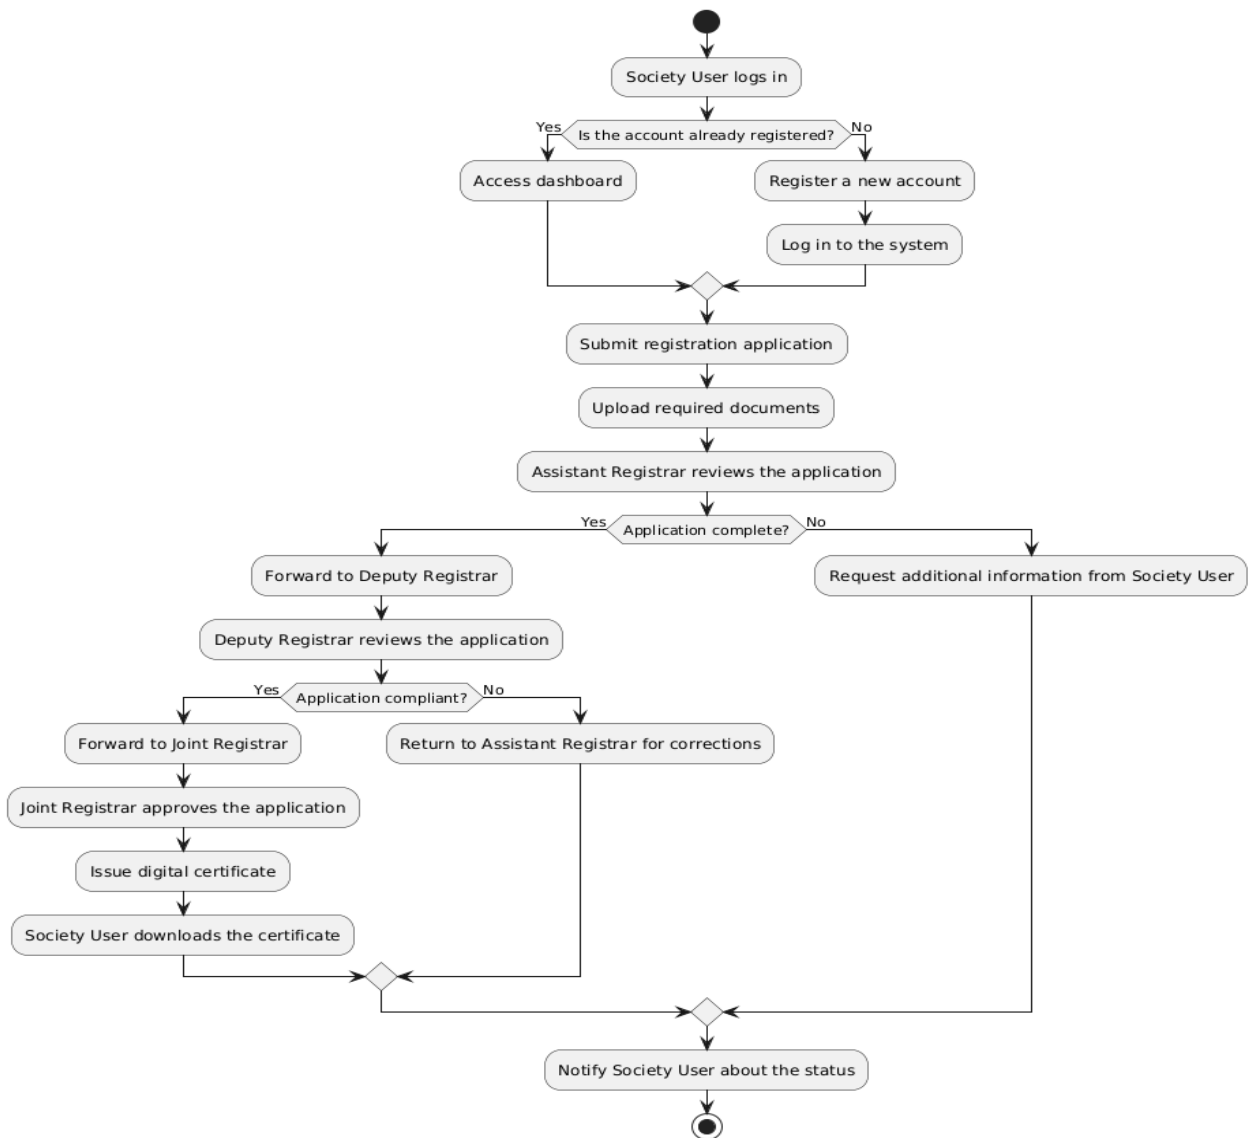 Society User logs in
Yes
Is the account already registered?
No
Access dashboard
Register a new account
Log in to the system
Submit registration application
Upload required documents
Assistant Registrar reviews the application
Yes
Application complete?
No
Forward to Deputy Registrar
Request additional information from Society User
Deputy Registrar reviews the application
Yes
Application compliant?
No
Forward to Joint Registrar
Return to Assistant Registrar for corrections
Joint Registrar approves the application
Issue digital certificate
Society User downloads the certificate
Notify Society User about the status